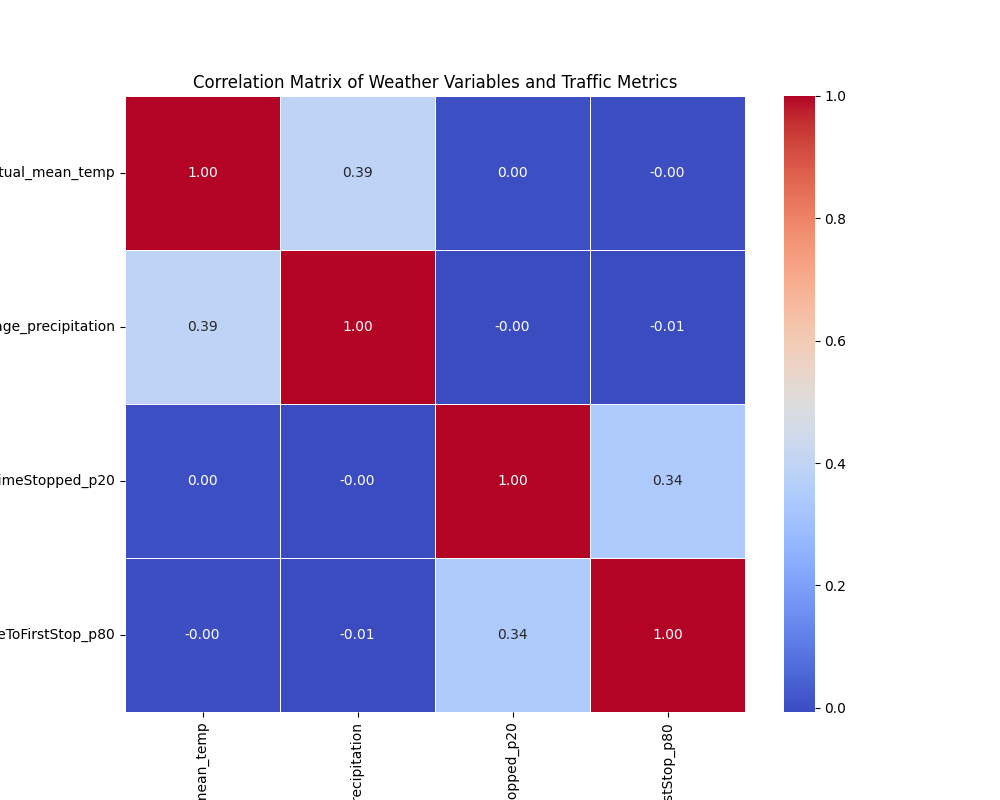 Correlation Matrix of Weather Variables and Traffic Metrics
tual_mean_temp
1.00 0.39 0.00 -0.00
age_precipitation
0.39 1.00 -0.00 -0.01
imeStopped_p20
0.00 -0.00 1.00 0.34
eToFirstStop_p80
-0.00 -0.01 0.34 1.00
mean_temp
recipitation
opped_p20
stStop_p80
1.0
0.8
0.6
0.4
0.2
0.0